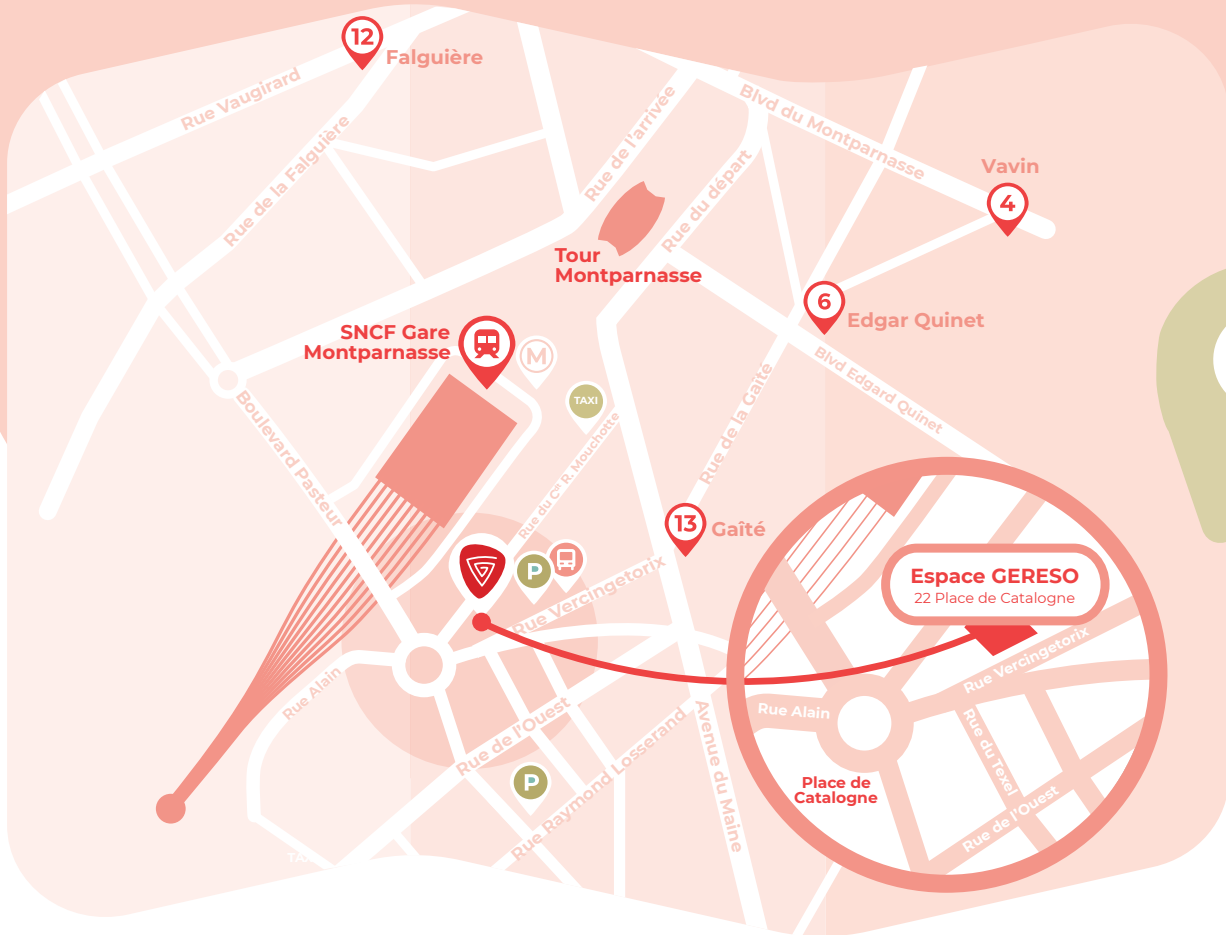 12
Falguière
Rue Vaugirard
Rue de la Falguière
Rue de l'arrivée
Blvd du Montparnasse
Rue du départ
Vavin
4
Tour
Montparnasse
6
Edgar Quinet
SNCF Gare
Montparnasse
M
TAXI
Blvd Edgard Quinet
Rue de la Gaîté
Boulevard Pasteur
Rue du Cᵈᵗ R. Mouchotte
13
Gaîté
P
Rue Vercingetorix
Espace GERESO
22 Place de Catalogne
Rue Vercingetorix
Rue Alain
Rue Alain
Rue de l'Ouest
Rue Raymond Losserand
Avenue du Maine
Rue du Texel
Place de
Catalogne
P
Rue de l'Ouest